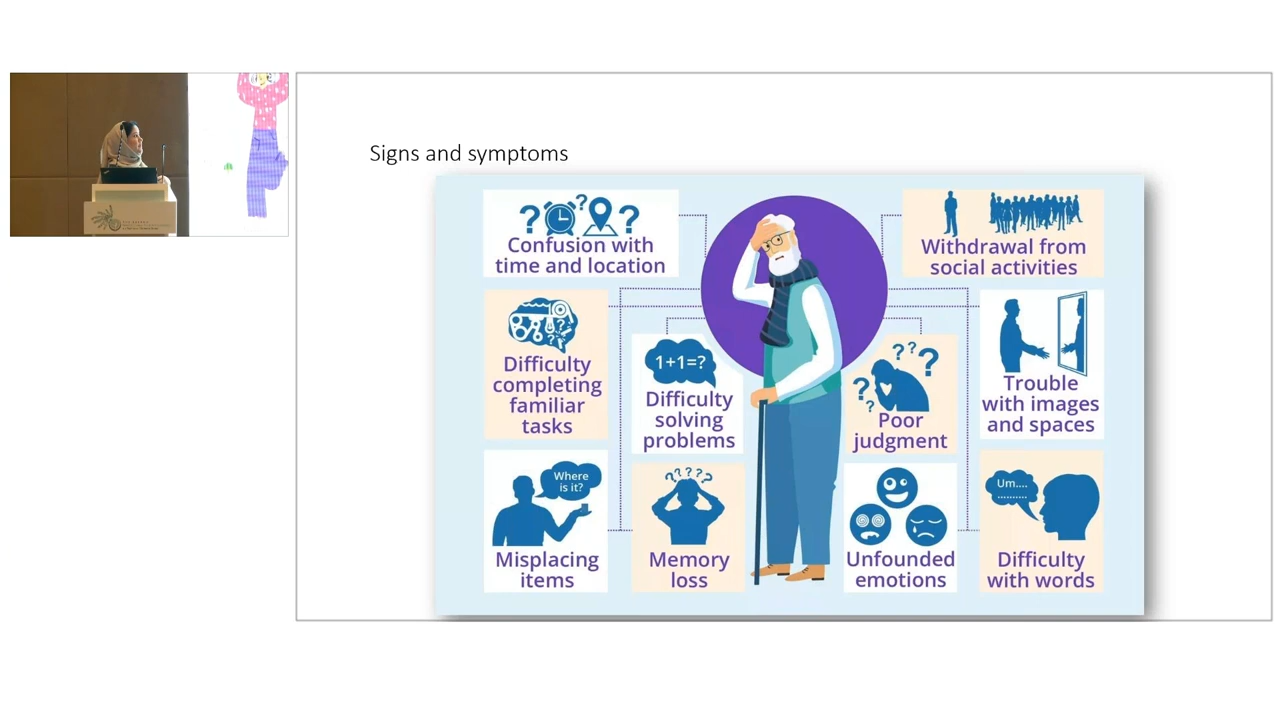 Signs and symptoms
? ? ?
Confusion with
time and location
Withdrawal from
social activities
Difficulty
completing
familiar
tasks
1+1=?
Difficulty
solving
problems
? ? ?
? ?
Poor
judgment
Trouble
with images
and spaces
Where
is it?
Misplacing
items
? ? ? ?
Memory
loss
Unfounded
emotions
Um....
..........
Difficulty
with words